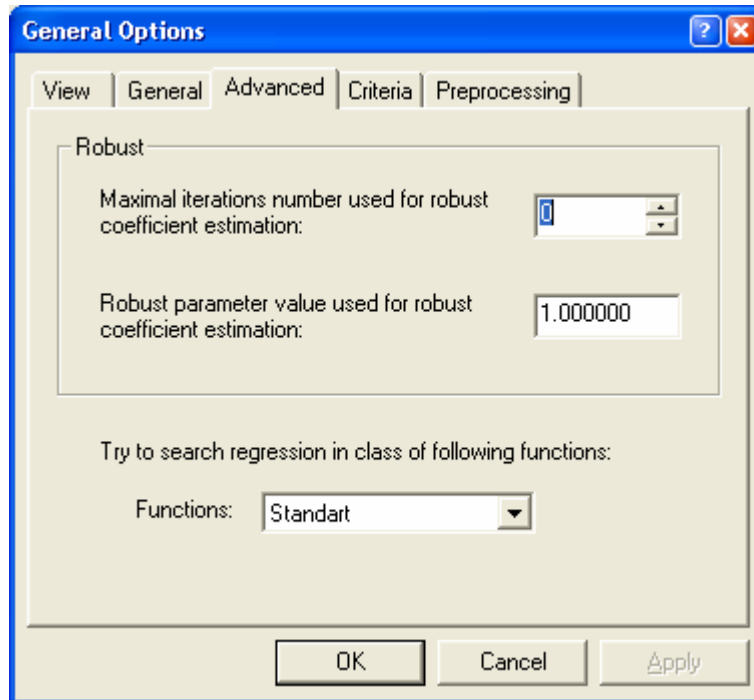 General Options
View
General
Advanced
Criteria
Preprocessing
Robust
Maximal iterations number used for robust
coefficient estimation:
0
Robust parameter value used for robust
coefficient estimation:
1.000000
Try to search regression in class of following functions:
Functions:
Standart
OK
Cancel
Apply